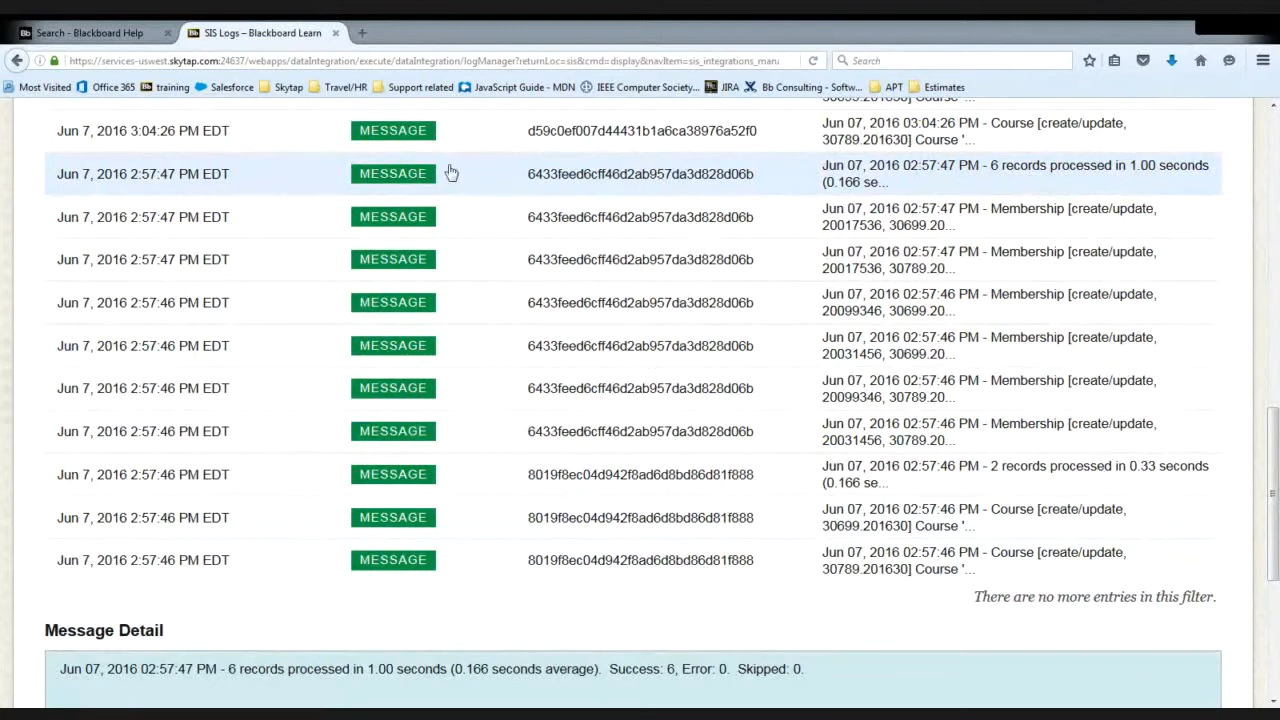 Search - Blackboard Help
SIS Logs – Blackboard Learn
https://services-uswest.skytap.com:24637/webapps/dataIntegration/execute/dataIntegration/logManager?returnLoc=sis&cmd=display&navItem=sis_integrations_manu
Search
Most Visited
Office 365
training
Salesforce
Skytap
Travel/HR
Support related
JavaScript Guide - MDN
IEEE Computer Society...
JIRA
Bb Consulting - Softw...
APT
Estimates
Jun 7, 2016 3:04:26 PM EDT MESSAGE d59c0ef007d44431b1a6ca38976a52f0 Jun 07, 2016 03:04:26 PM - Course [create/update,
30789.201630] Course '...
Jun 7, 2016 2:57:47 PM EDT MESSAGE 6433feed6cff46d2ab957da3d828d06b Jun 07, 2016 02:57:47 PM - 6 records processed in 1.00 seconds
(0.166 se...
Jun 7, 2016 2:57:47 PM EDT MESSAGE 6433feed6cff46d2ab957da3d828d06b Jun 07, 2016 02:57:47 PM - Membership [create/update,
20017536, 30699.20...
Jun 7, 2016 2:57:47 PM EDT MESSAGE 6433feed6cff46d2ab957da3d828d06b Jun 07, 2016 02:57:47 PM - Membership [create/update,
20017536, 30789.20...
Jun 7, 2016 2:57:46 PM EDT MESSAGE 6433feed6cff46d2ab957da3d828d06b Jun 07, 2016 02:57:46 PM - Membership [create/update,
20099346, 30699.20...
Jun 7, 2016 2:57:46 PM EDT MESSAGE 6433feed6cff46d2ab957da3d828d06b Jun 07, 2016 02:57:46 PM - Membership [create/update,
20031456, 30699.20...
Jun 7, 2016 2:57:46 PM EDT MESSAGE 6433feed6cff46d2ab957da3d828d06b Jun 07, 2016 02:57:46 PM - Membership [create/update,
20099346, 30789.20...
Jun 7, 2016 2:57:46 PM EDT MESSAGE 6433feed6cff46d2ab957da3d828d06b Jun 07, 2016 02:57:46 PM - Membership [create/update,
20031456, 30789.20...
Jun 7, 2016 2:57:46 PM EDT MESSAGE 8019f8ec04d942f8ad6d8bd86d81f888 Jun 07, 2016 02:57:46 PM - 2 records processed in 0.33 seconds
(0.166 se...
Jun 7, 2016 2:57:46 PM EDT MESSAGE 8019f8ec04d942f8ad6d8bd86d81f888 Jun 07, 2016 02:57:46 PM - Course [create/update,
30699.201630] Course '...
Jun 7, 2016 2:57:46 PM EDT MESSAGE 8019f8ec04d942f8ad6d8bd86d81f888 Jun 07, 2016 02:57:46 PM - Course [create/update,
30789.201630] Course '...
There are no more entries in this filter.
Message Detail
Jun 07, 2016 02:57:47 PM - 6 records processed in 1.00 seconds (0.166 seconds average). Success: 6, Error: 0. Skipped: 0.